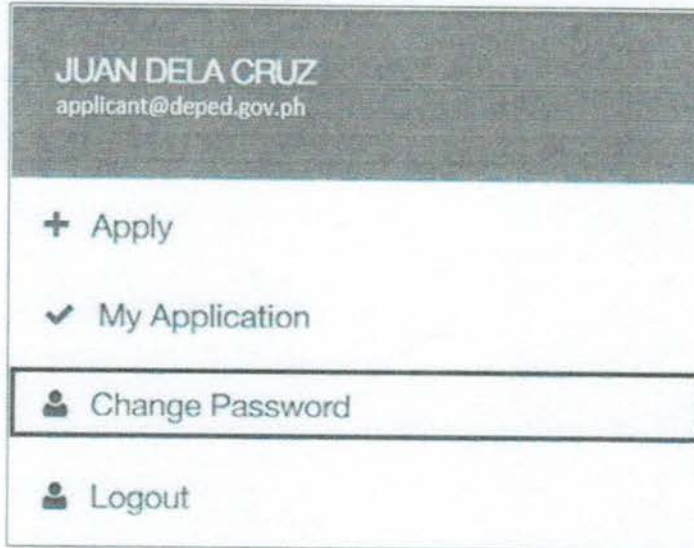 JUAN DELA CRUZ
applicant@deped.gov.ph
Apply
My Application
Change Password
Logout